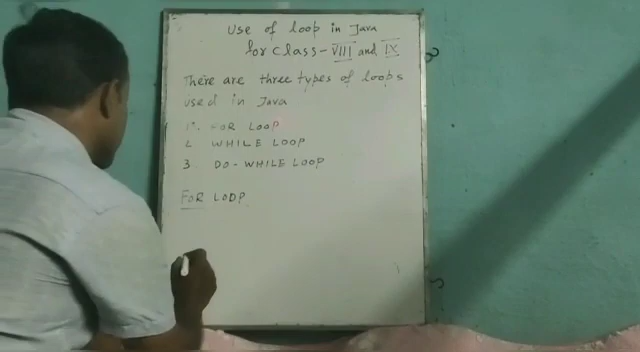 Use of loop in Java
for class - VIII and IX
There are three types of loops
used in Java
1. FOR LOOP
2. WHILE LOOP
3. DO - WHILE LOOP
FOR LOOP